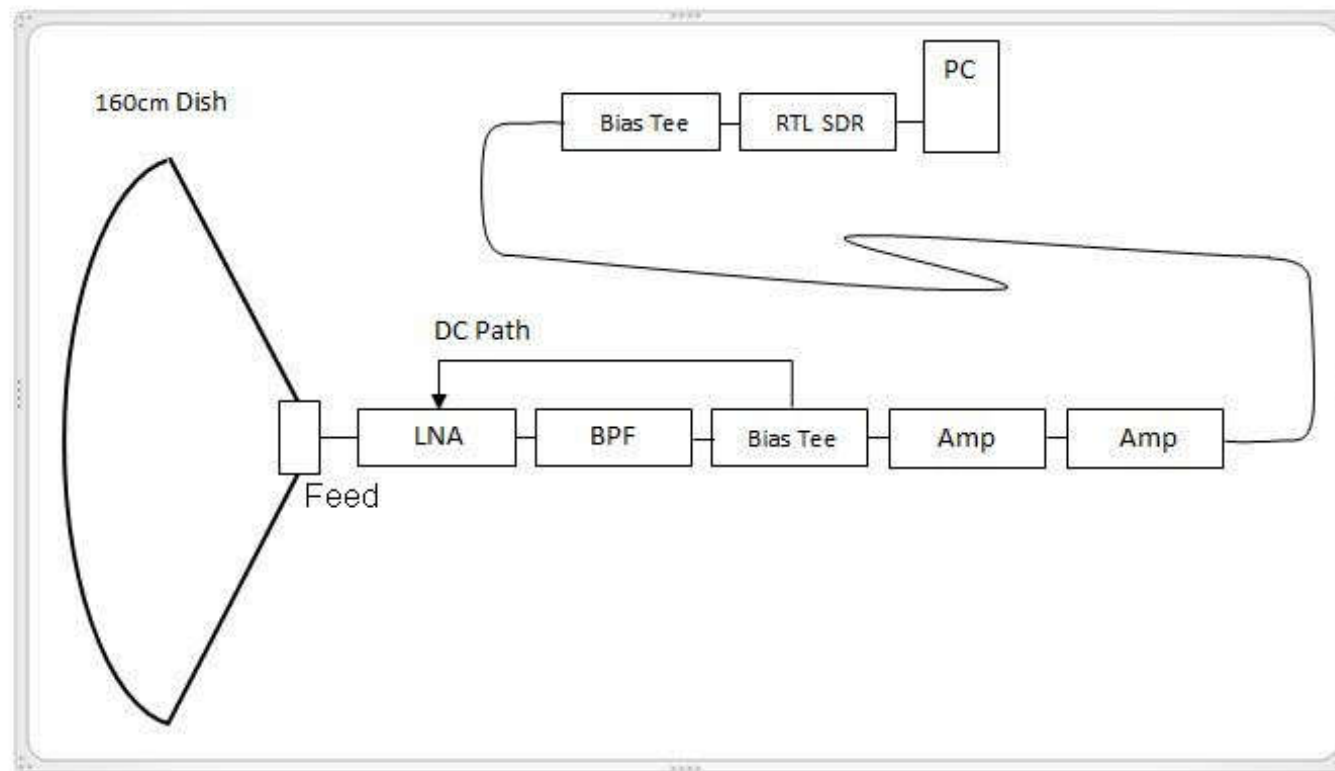 160cm Dish
Bias Tee
RTL SDR
PC
DC Path
LNA
BPF
Bias Tee
Amp
Amp
Feed